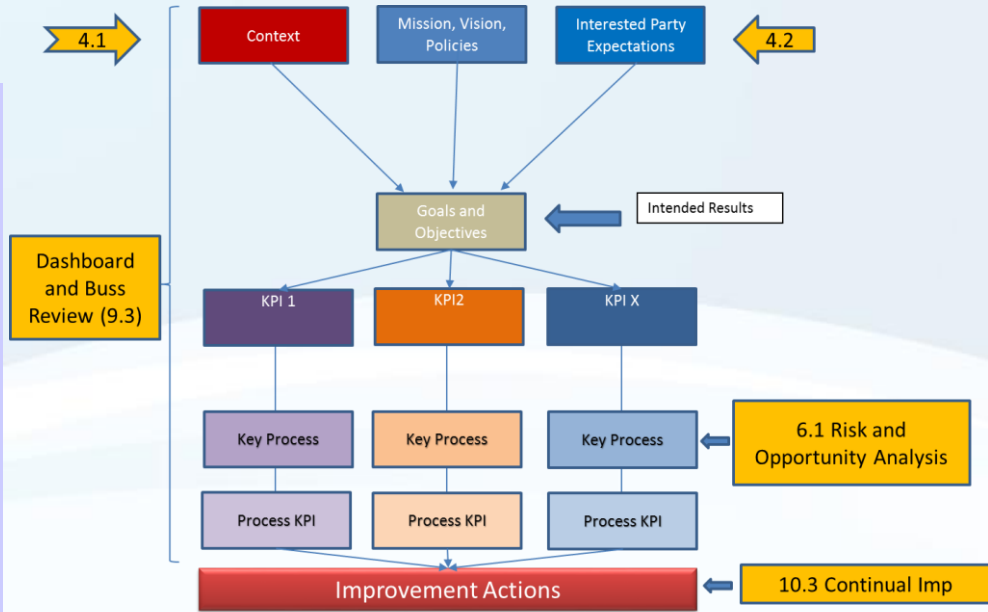 4.1
Context
Mission, Vision,
Policies
Interested Party
Expectations
4.2
Goals and
Objectives
Intended Results
Dashboard
and Buss
Review (9.3)
KPI 1
KPI2
KPI X
Key Process
Key Process
Key Process
6.1 Risk and
Opportunity Analysis
Process KPI
Process KPI
Process KPI
Improvement Actions
10.3 Continual Imp